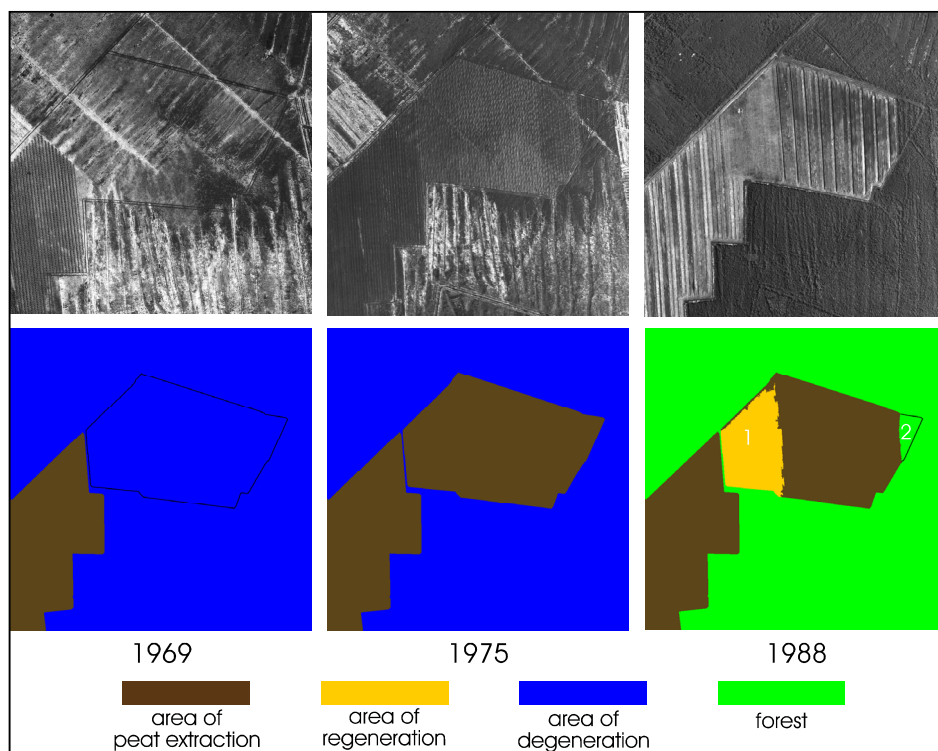 1
2
1969
1975
1988
area of
peat extraction
area of
regeneration
area of
degeneration
forest